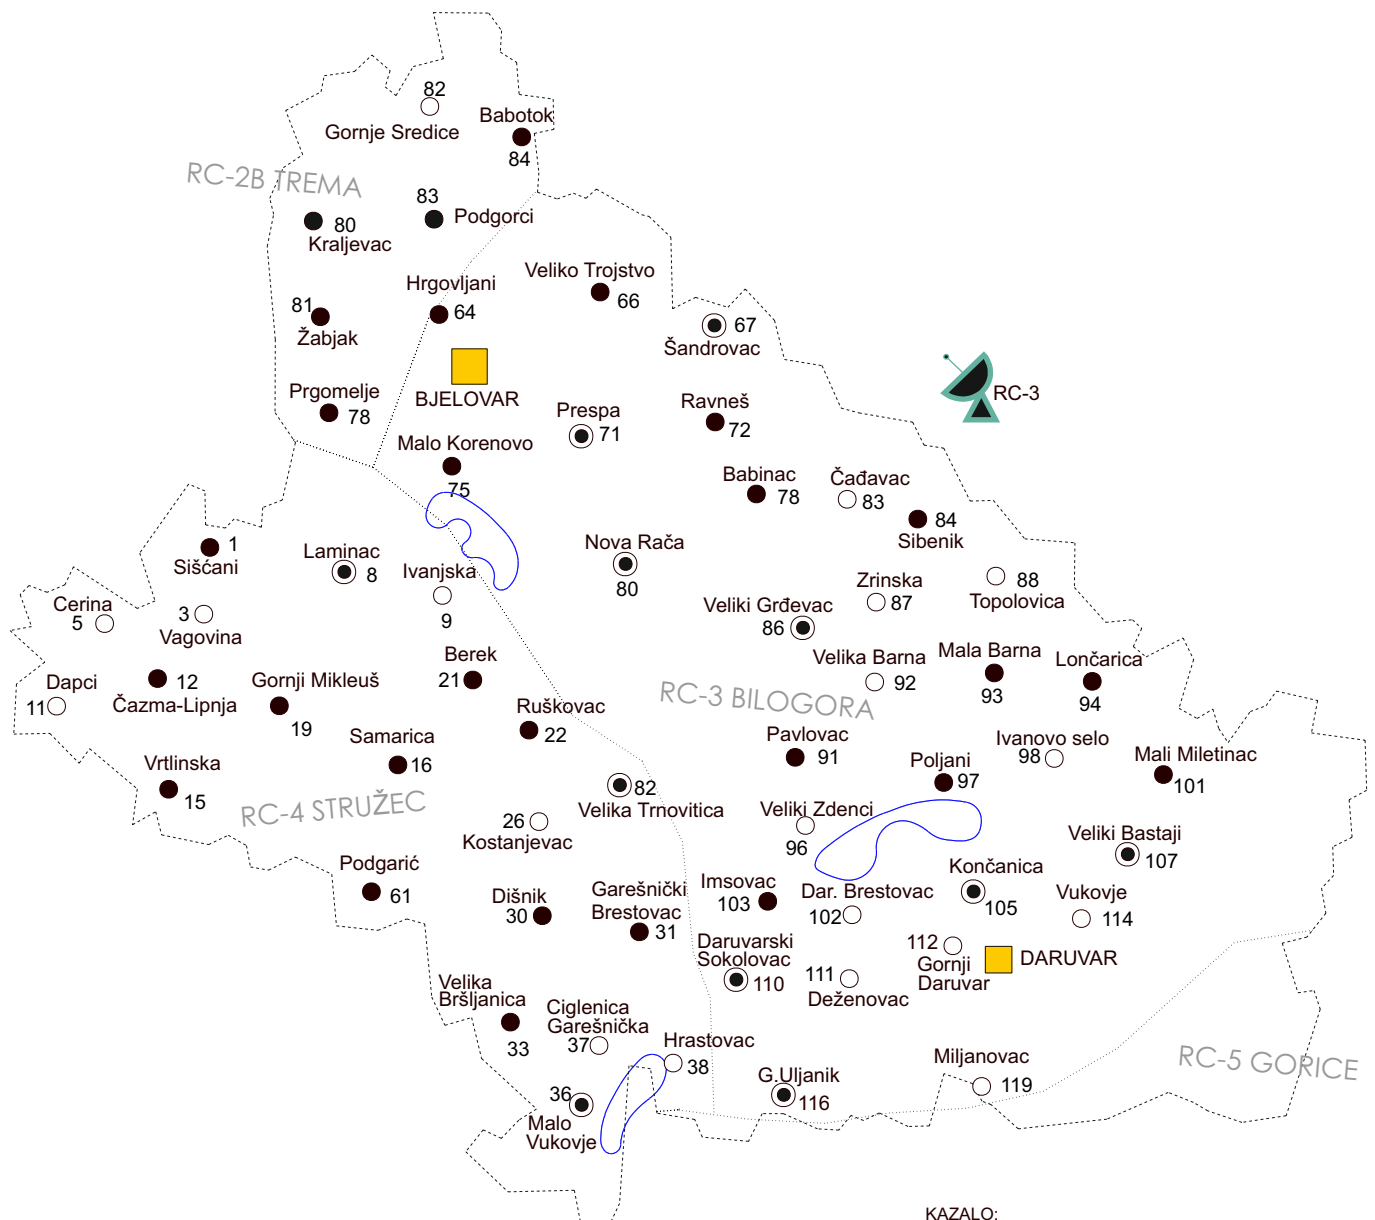 82
Gornje Sredice
Babotok
84
RC-2B TREMA
83
Podgorci
80
Kraljevac
Hrgovljani
64
Veliko Trojstvo
66
81
Žabjak
67
Šandrovac
RC-3
Prgomelje
78
BJELOVAR
Prespa
71
Ravneš
72
Malo Korenovo
75
Babinac
78
Čađavac
83
84
Sibenik
1
Sišćani
Laminac
8
Ivanjska
9
Nova Rača
80
Zrinska
87
88
Topolovica
Cerina
5
3
Vagovina
Veliki Grđevac
86
Berek
21
Velika Barna
92
Mala Barna
93
Lončarica
94
Dapci
11
12
Čazma-Lipnja
Gornji Mikleuš
19
RC-3 BILOGORA
Ruškovac
22
Samarica
16
Pavlovac
91
Ivanovo selo
98
Mali Miletinac
101
Vrtlinska
15
Poljani
97
82
Velika Trnovitica
RC-4 STRUŽEC
26
Kostanjevac
Veliki Zdenci
96
Veliki Bastaji
107
Podgarić
61
Dišnik
30
Garešnički
Brestovac
31
Imsovac
103
Dar. Brestovac
102
Končanica
105
Vukovje
114
Daruvarski
Sokolovac
110
111
Deženovac
112
Gornji
Daruvar
DARUVAR
Velika
Bršljanica
33
Ciglenica
Garešnička
37
Hrastovac
38
G.Uljanik
116
Miljanovac
119
RC-5 GORICE
36
Malo
Vukovje
KAZALO: